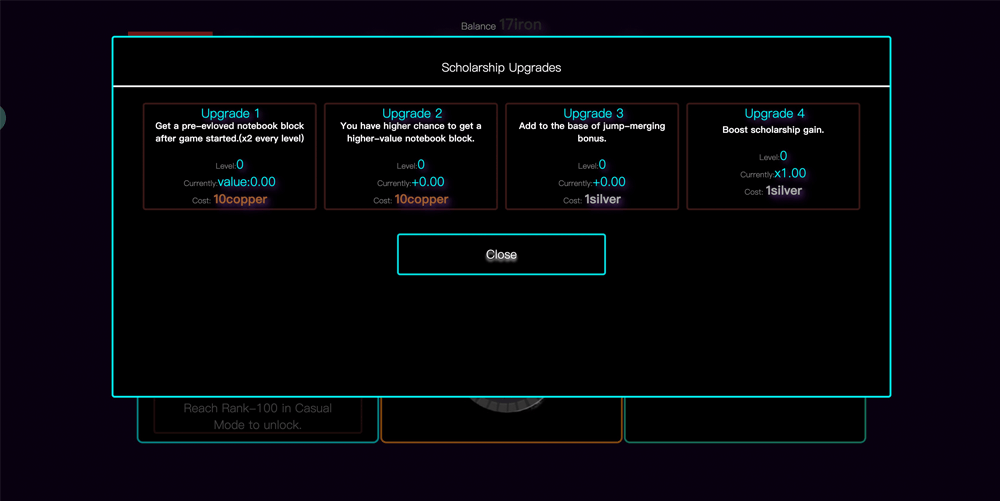 Balance 17iron
Scholarship Upgrades
Upgrade 1
Get a pre-evloved notebook block
after game started.(x2 every level)
Level:0
Currently:value:0.00
Cost: 10copper
Upgrade 2
You have higher chance to get a
higher-value notebook block.
Level:0
Currently:+0.00
Cost: 10copper
Upgrade 3
Add to the base of jump-merging
bonus.
Level:0
Currently:+0.00
Cost: 1silver
Upgrade 4
Boost scholarship gain.
Level:0
Currently:x1.00
Cost: 1silver
Close
Reach Rank-100 in Casual
Mode to unlock.